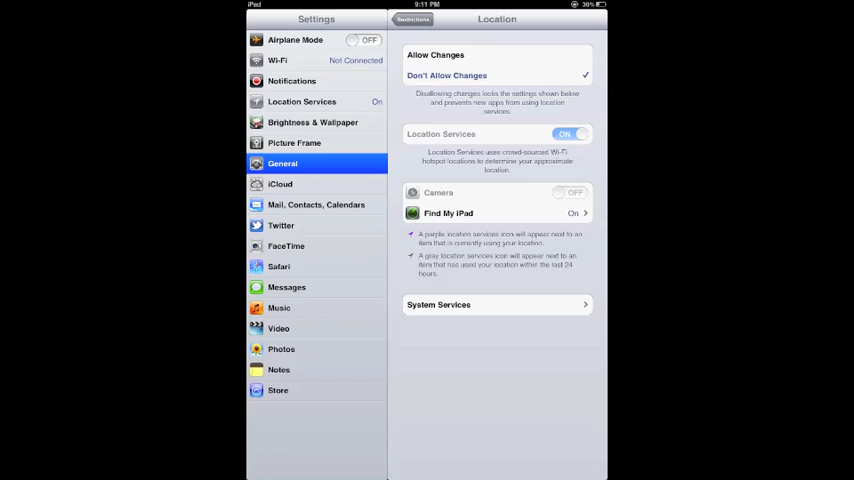 iPad 9:11 PM 30%
Settings
Airplane Mode OFF
Wi-Fi Not Connected
Notifications
Location Services On
Brightness & Wallpaper
Picture Frame
General
iCloud
Mail, Contacts, Calendars
Twitter
FaceTime
Safari
Messages
Music
Video
Photos
Notes
Store
Restrictions Location
Allow Changes
Don't Allow Changes
Disallowing changes locks the settings shown below
and prevents new apps from using location
services.
Location Services ON
Location Services uses crowd-sourced Wi-Fi
hotspot locations to determine your approximate
location.
Camera OFF
Find My iPad On
A purple location services icon will appear next to an
item that is currently using your location.
A gray location services icon will appear next to an
item that has used your location within the last 24
hours.
System Services